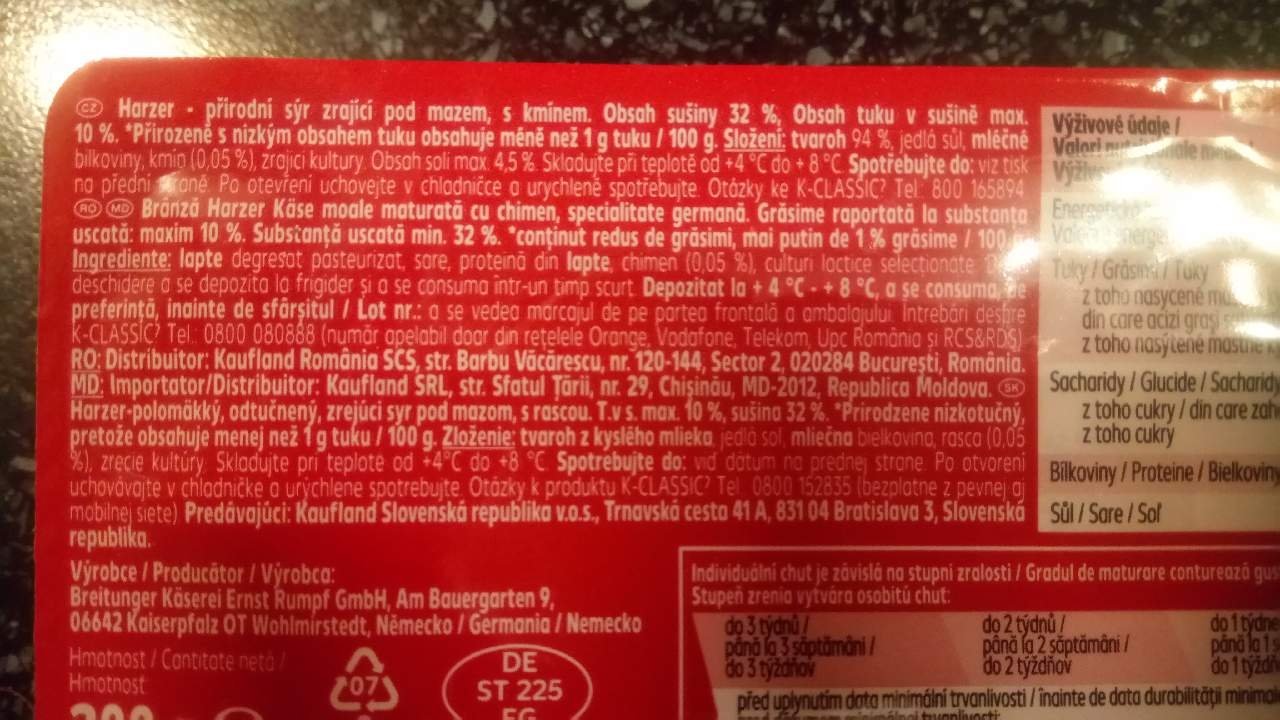 CZ Harzer - přírodní sýr zrající pod mazem, s kmínem. Obsah sušiny 32 %, Obsah tuku v sušině max.
10 %. *Přirozeně s nízkým obsahem tuku obsahuje méně než 1 g tuku / 100 g. Složení: tvaroh 94 %, jedlá sůl, mléčné
bílkoviny, kmín (0,05 %), zrající kultury. Obsah soli max. 4,5 %. Skladujte při teplotě od +4 °C do + 8 °C. Spotřebujte do: viz tisk
na přední straně. Po otevření uchovejte v chladničce a urychleně spotřebujte. Otázky ke K-CLASSIC? Tel: 800 165894
RO MD Brânză Harzer Käse moale maturată cu chimen, specialitate germană. Grăsime raportată la substanța
uscată: maxim 10 %. Substanță uscată min. 32 %. *conținut redus de grăsimi, mai putin de 1 % grăsime / 100
Ingrediente: lapte degresat pasteurizat, sare, proteină din lapte, chimen (0,05 %), culturi lactice selecționate.
deschidere a se depozita la frigider și a se consuma într-un timp scurt. Depozitat la + 4 °C - + 8 °C, a se consuma, de
preferință, inainte de sfârșitul / Lot nr.: a se vedea marcajul de pe partea frontală a ambalajului. Întrebări despre
K-CLASSIC? Tel.: 0800 080888 (număr apelabil doar din rețelele Orange, Vodafone, Telekom, Upc România și RCS&RDS)
RO: Distribuitor: Kaufland România SCS, str. Barbu Văcărescu, nr. 120-144, Sector 2, 020284 București, România.
MD: Importator/Distribuitor: Kaufland SRL, str. Sfatul Țării, nr. 29, Chișinău, MD-2012, Republica Moldova. SK
Harzer-polomäkký, odtučnený, zrejúci syr pod mazom, s rascou. T.v s. max. 10 %, sušina 32 %. *Prirodzene nizkotučný,
pretože obsahuje menej než 1 g tuku / 100 g. Zloženie: tvaroh z kyslého mlieka, jedlá soľ, mliečna bielkovina, rasca (0,05
%), zrecie kultúry. Skladujte pri teplote od +4°C do +8 °C. Spotrebujte do: viď dátum na prednej strane. Po otvorení
uchovávajte v chladničke a urýchlene spotrebujte. Otázky k produktu K-CLASSIC? Tel. 0800 152835 (bezplatne z pevnej aj
mobilnej siete) Predávajúci: Kaufland Slovenská republika v.o.s., Trnavská cesta 41 A, 831 04 Bratislava 3, Slovenská
republika.
Výrobce / Producător / Výrobca:
Breitunger Käserei Ernst Rumpf GmbH, Am Bauergarten 9,
06642 Kaiserpfalz OT Wohlmirstedt, Německo / Germania / Nemecko
Hmotnost / Cantitate netă /
Hmotnosť
07
DE
ST 225
EG
Výživové údaje /
Valori
Tuky / Grăsimi / Tuky
z toho nasycené
din care acizi grași
z toho nasýtené
Sacharidy / Glucide / Sacharidy
z toho cukry / din care
z toho cukry
Bílkoviny / Proteine / Bielkoviny
Sůl / Sare / Soľ
Individuální chuť je závislá na stupni zralosti / Gradul de maturare conturează
Stupeň zrenia vytvára osobitú chuť:
do 3 týdnů /
până la 3 săptămâni /
do 3 týždňov
do 2 týdnů /
până la 2 săptămâni /
do 2 týždňov
do 1 týdne
până la 1
do 1
před uplynutím data minimální trvanlivosti / înainte de data durabilității